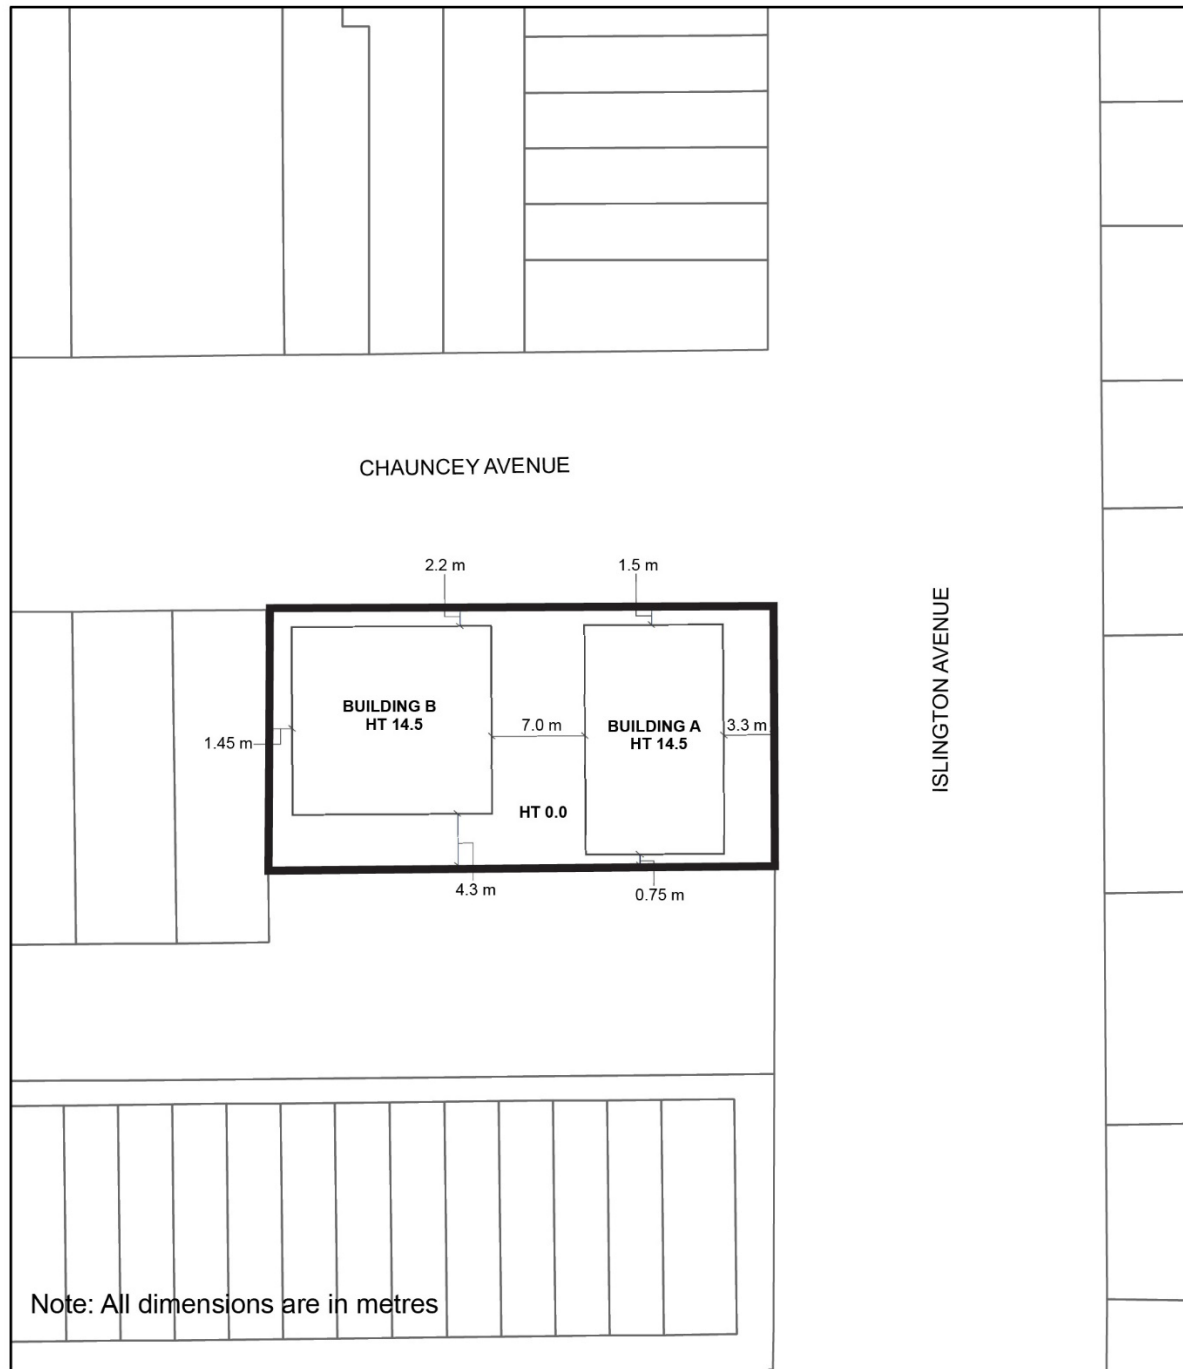 CHAUNCEY AVENUE
2.2 m
1.5 m
ISLINGTON AVENUE
BUILDING B
HT 14.5
1.45 m
7.0 m
BUILDING A
HT 14.5
3.3 m
HT 0.0
4.3 m
0.75 m
Note: All dimensions are in metres